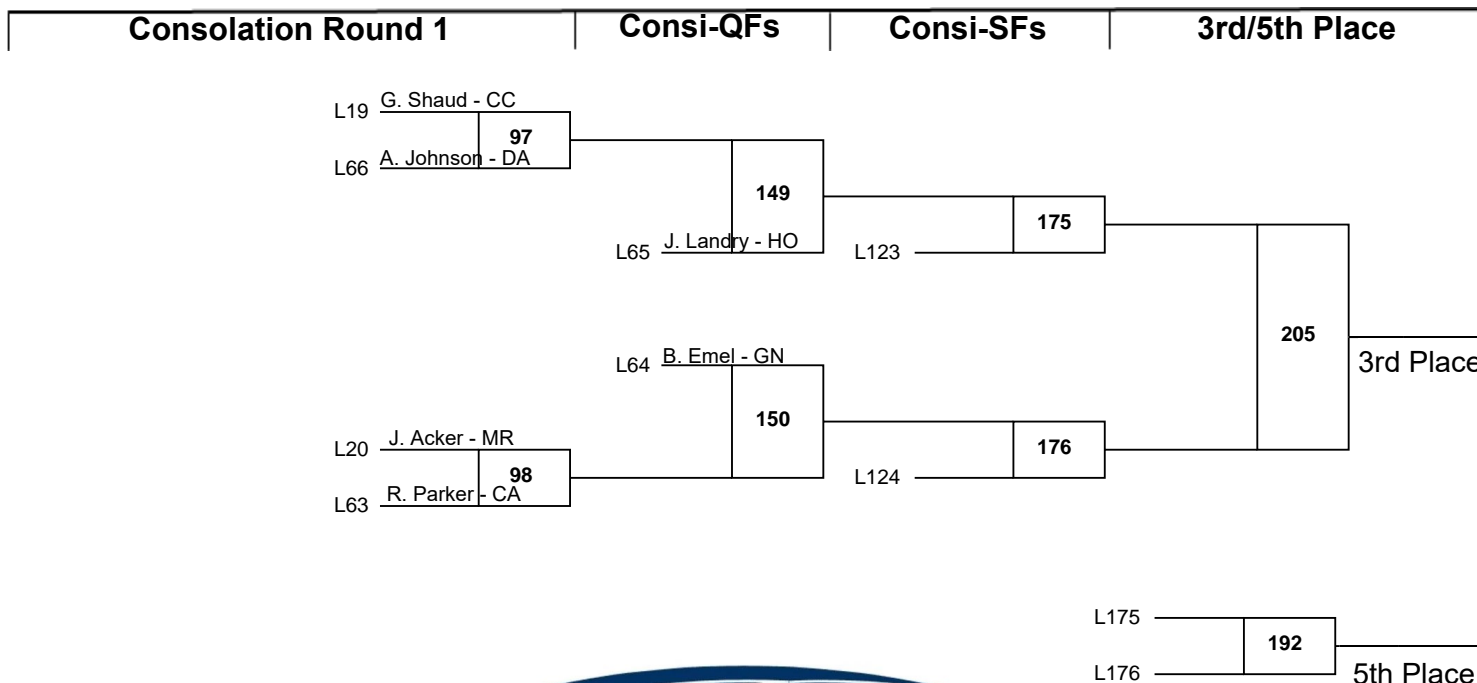 Consolation Round 1 Consi-QFs Consi-SFs 3rd/5th Place
L19 G. Shaud - CC
97
L66 A. Johnson - DA
149
175
L65 J. Landry - HO
L123
205
L64 B. Emel - GN
3rd Place
150
L20 J. Acker - MR
176
98
L124
L63 R. Parker - CA
L175
192
L176
5th Place